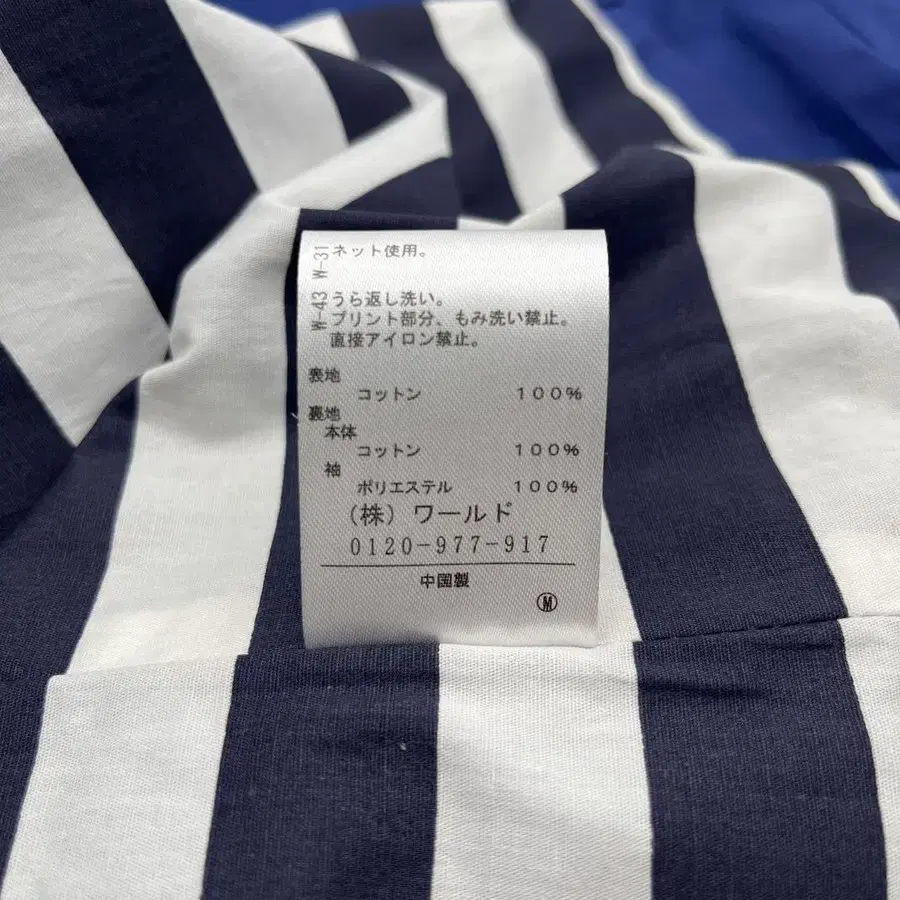 W-31 ネット使用。
W-43 うら返し洗い。
プリント部分、もみ洗い禁止。
直接アイロン禁止。
表地
コットン 100%
裏地
本体
コットン 100%
袖
ポリエステル 100%
(株) ワールド
0120-977-917
中国製
Ⓜ